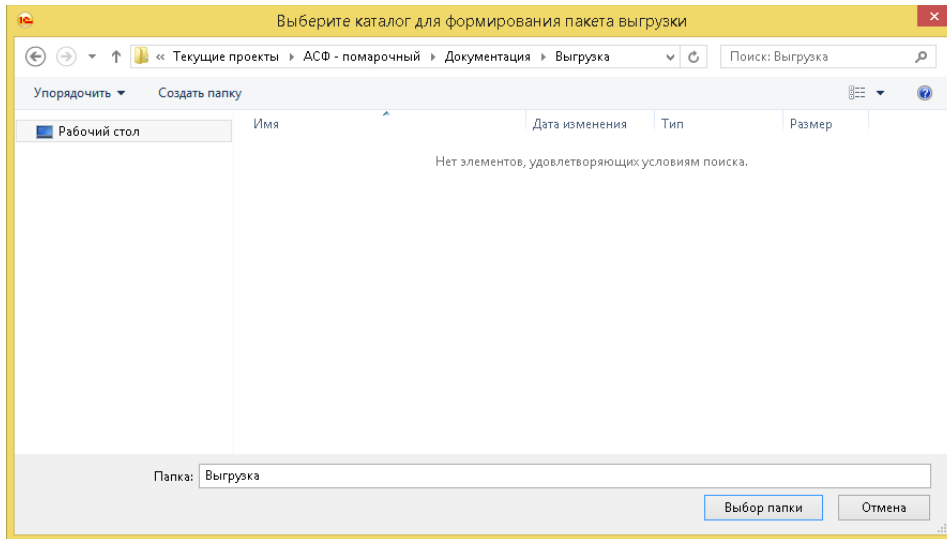 1С
Выберите каталог для формирования пакета выгрузки
« Текущие проекты АСФ - помарочный Документация Выгрузка
Поиск: Выгрузка
Упорядочить Создать папку
Рабочий стол
Имя Дата изменения Тип Размер
Нет элементов, удовлетворяющих условиям поиска.
Папка: Выгрузка
Выбор папки Отмена